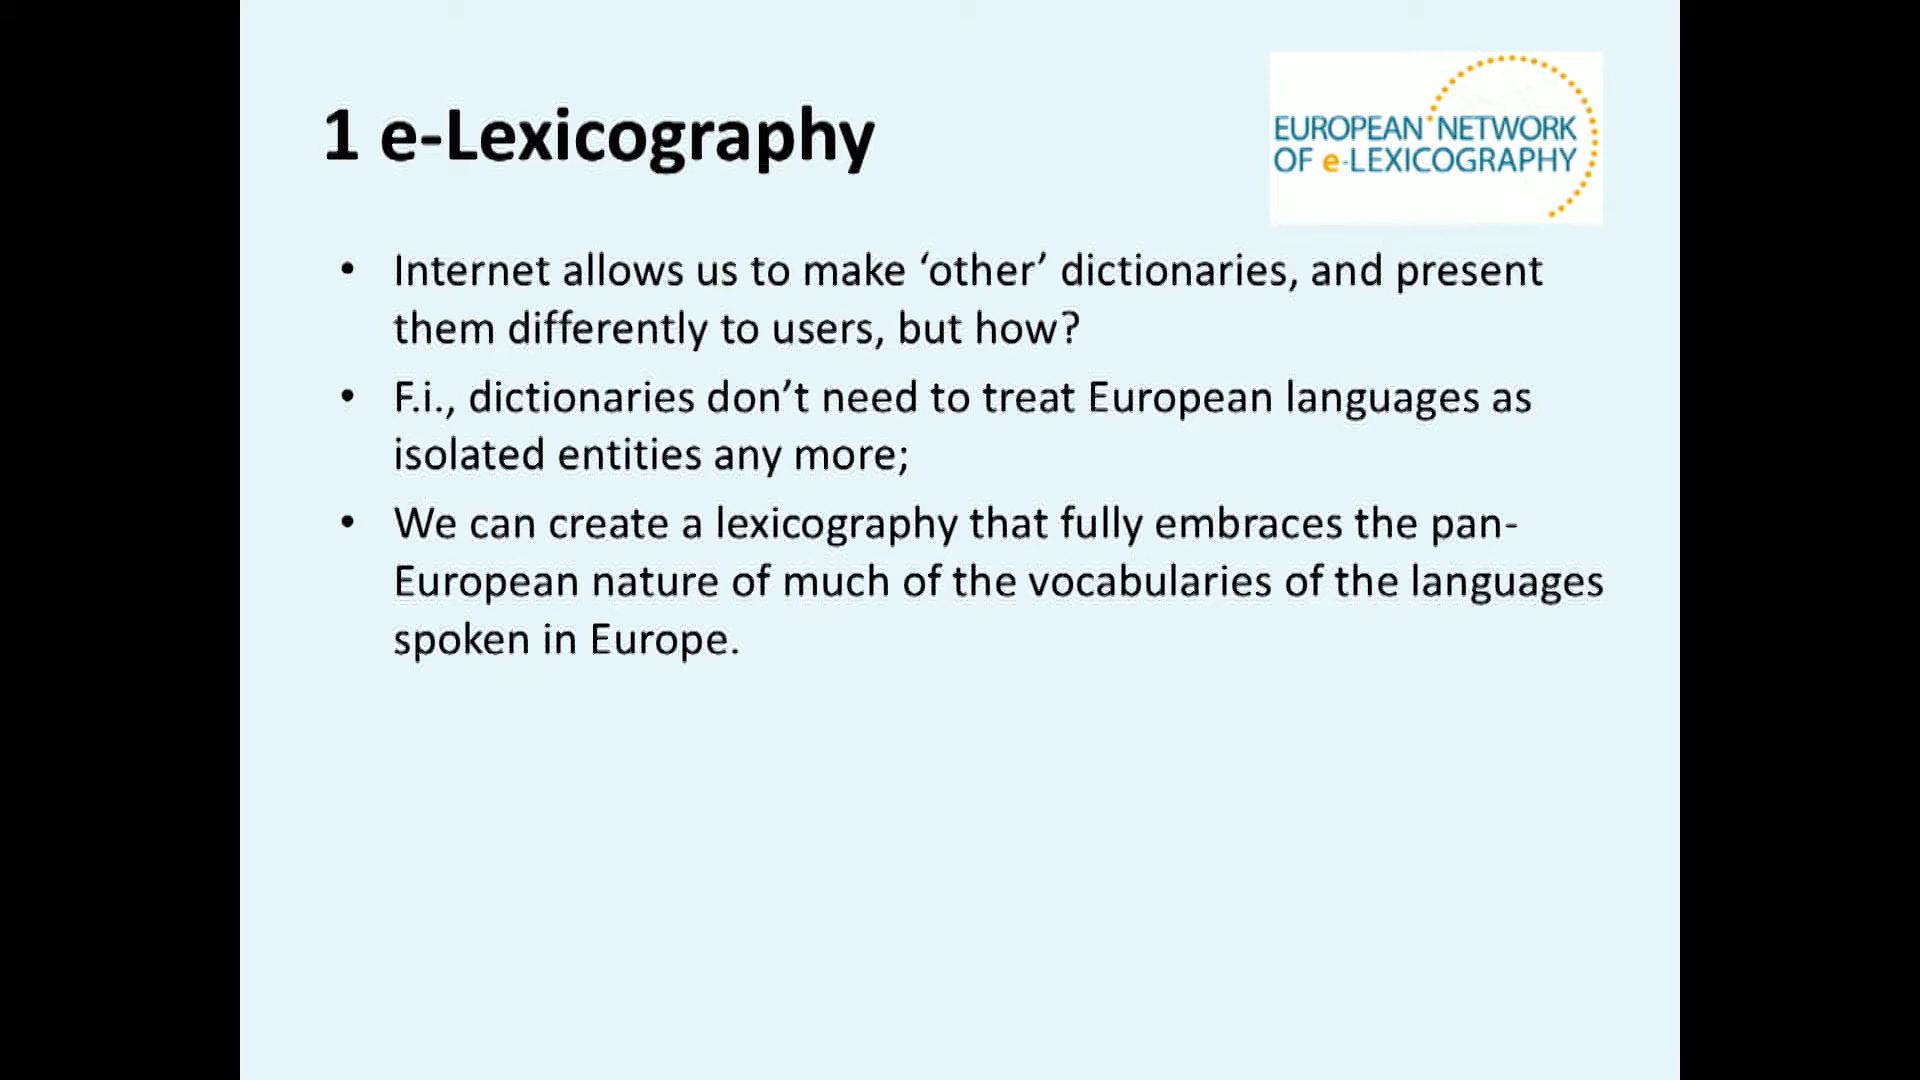 1 e-Lexicography
EUROPEAN NETWORK
OF e-LEXICOGRAPHY
• Internet allows us to make ‘other’ dictionaries, and present
them differently to users, but how?
• F.i., dictionaries don’t need to treat European languages as
isolated entities any more;
• We can create a lexicography that fully embraces the pan-
European nature of much of the vocabularies of the languages
spoken in Europe.